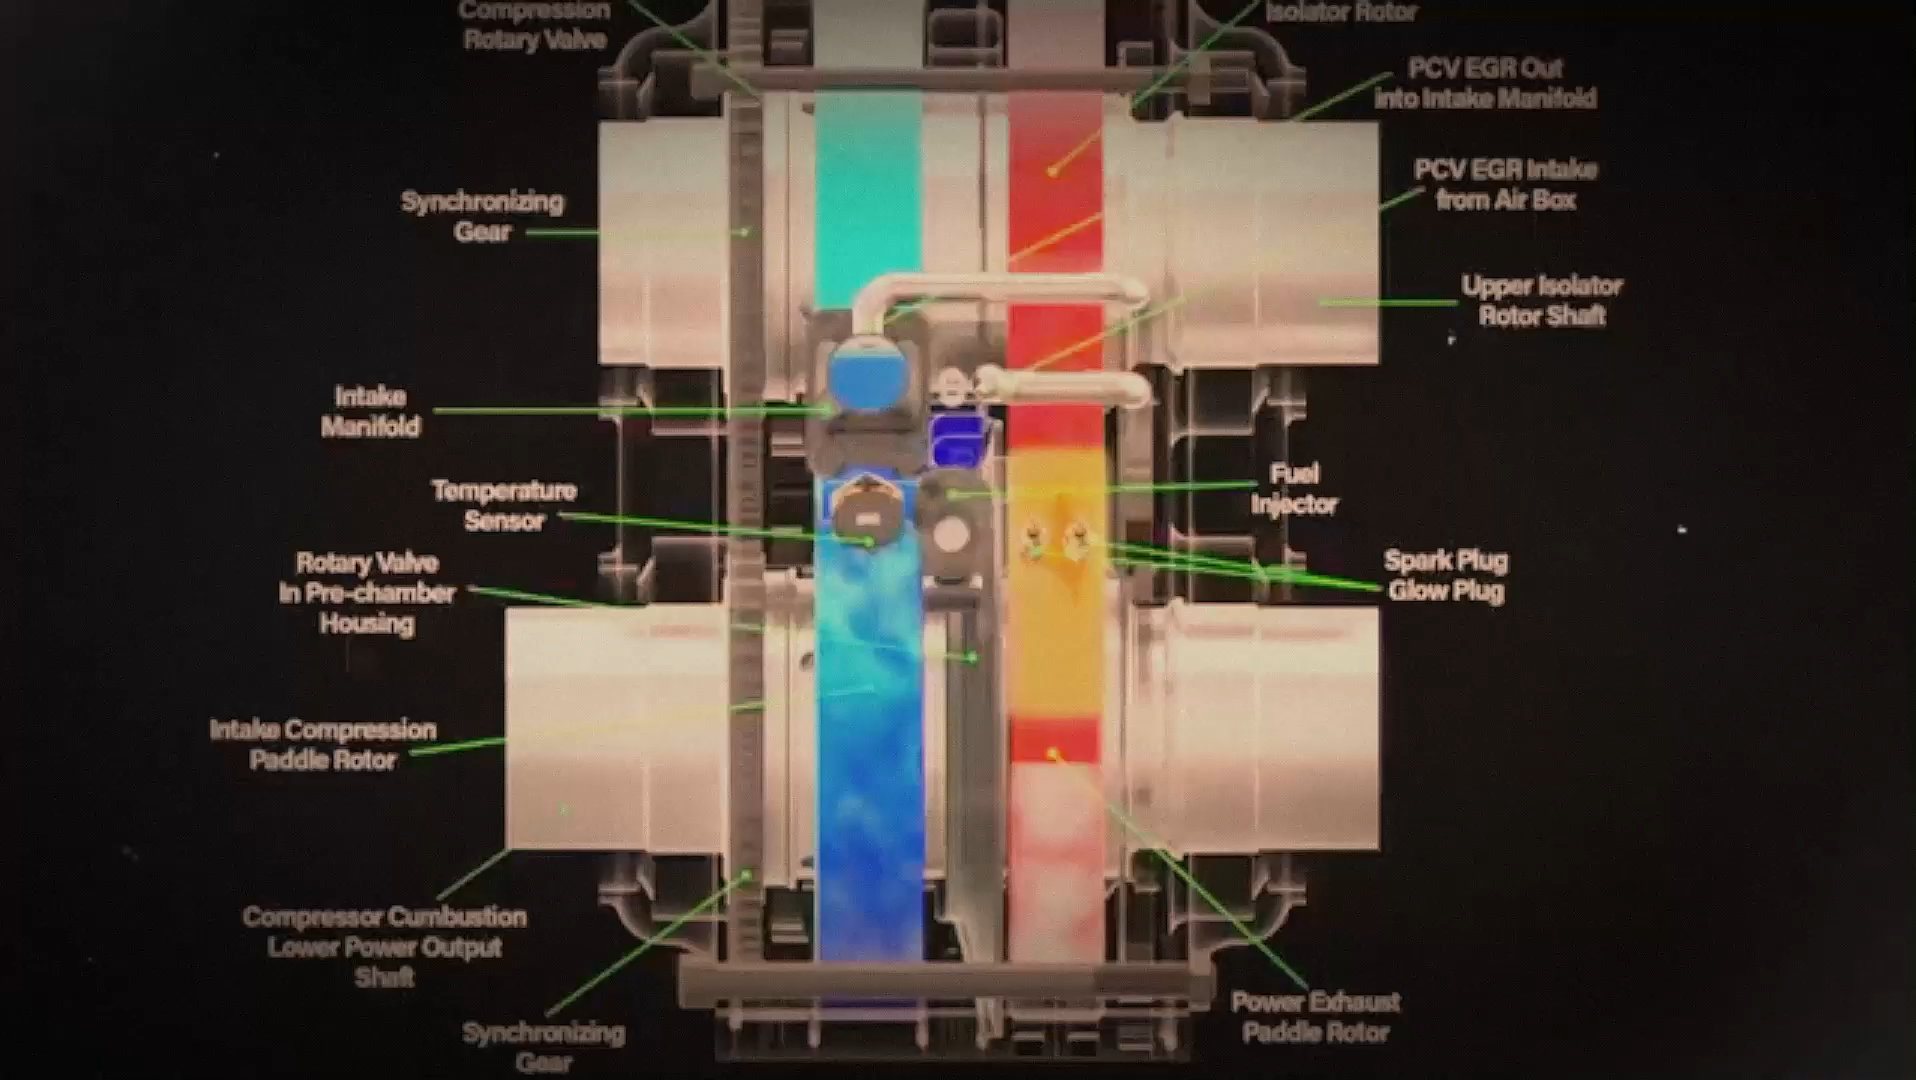 Compression
Rotary Valve
Isolator Rotor
PCV EGR Out
into Intake Manifold
PCV EGR Intake
from Air Box
Synchronizing
Gear
Upper Isolator
Rotor Shaft
Intake
Manifold
Temperature
Sensor
Fuel
Injector
Rotary Valve
In Pre-chamber
Housing
Spark Plug
Glow Plug
Intake Compression
Paddle Rotor
Compressor Cumbustion
Lower Power Output
Shaft
Power Exhaust
Paddle Rotor
Synchronizing
Gear